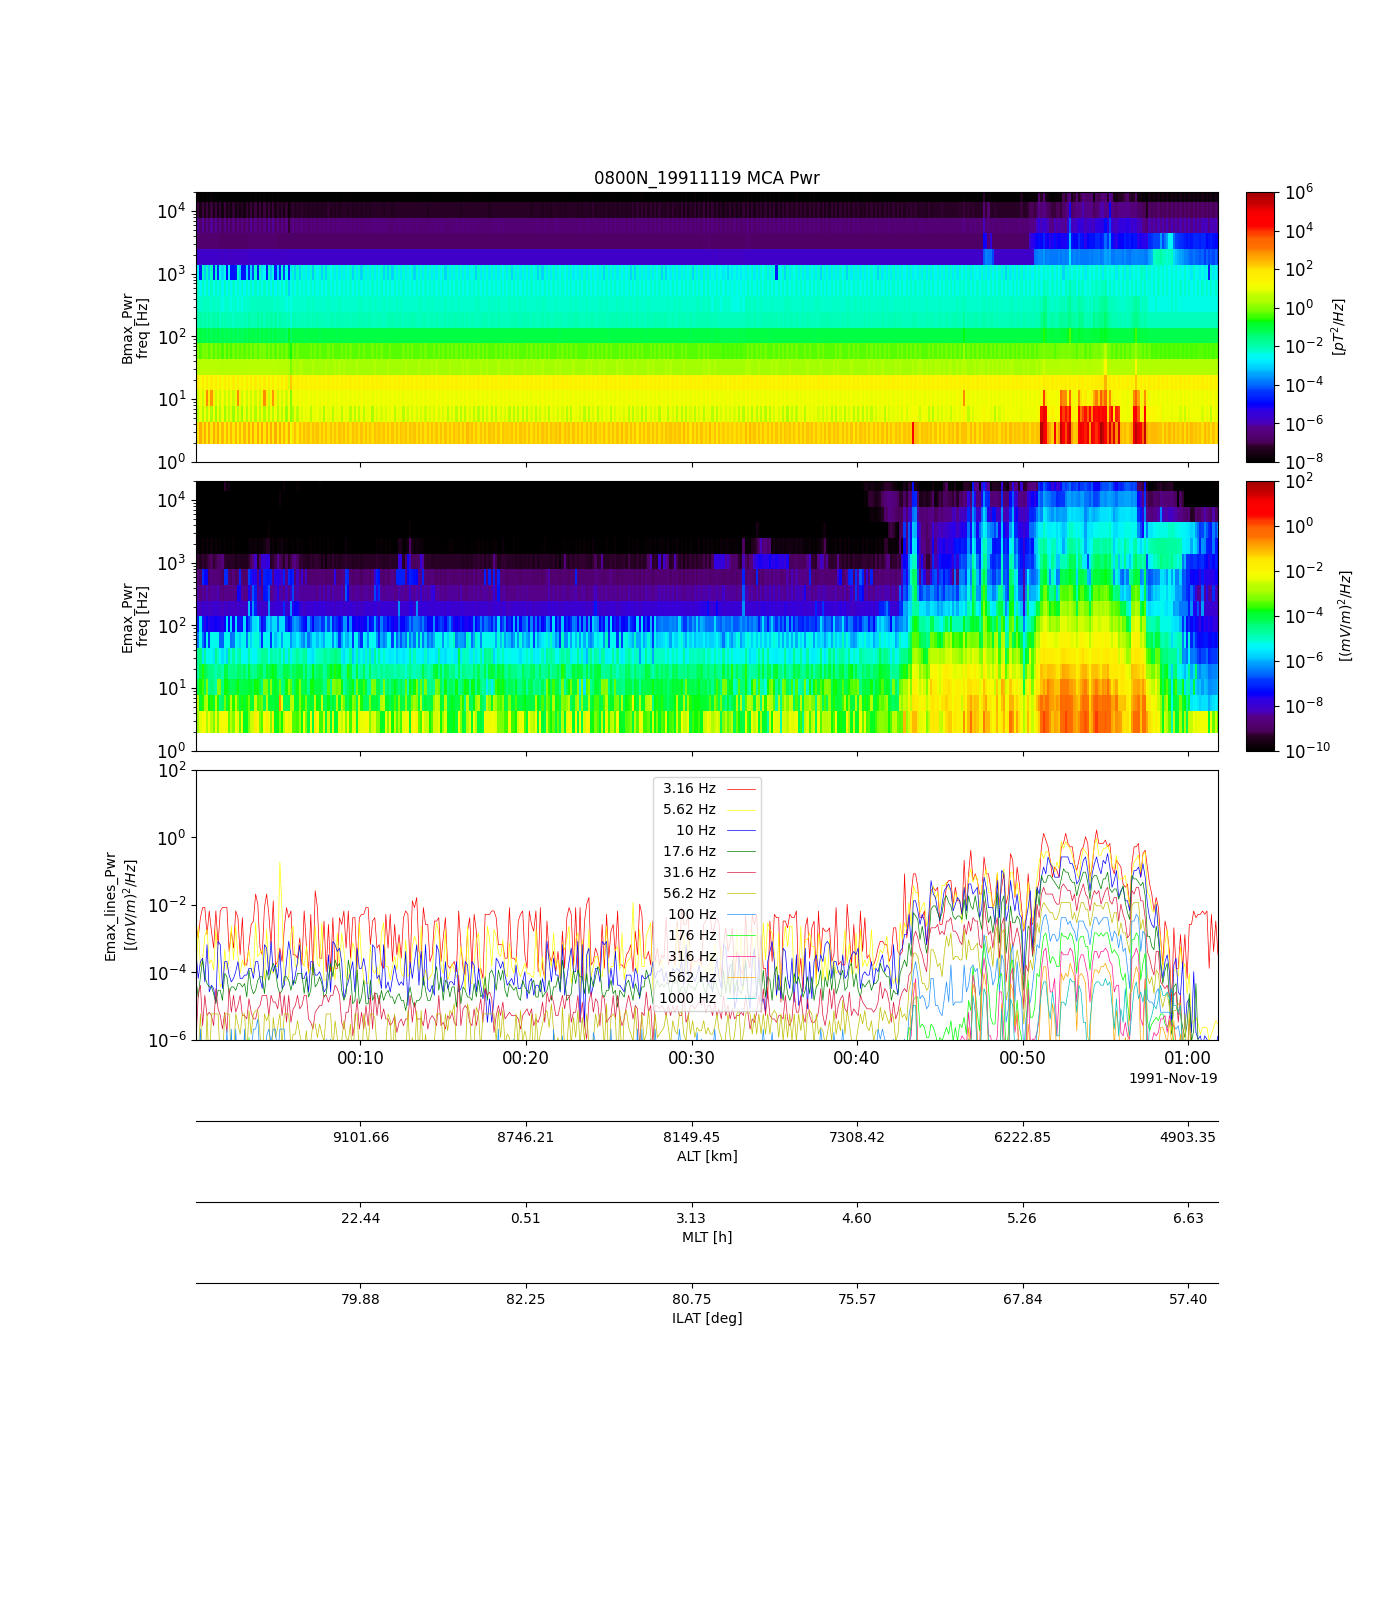 0800N_19911119 MCA Pwr
Bmax_Pwr
freq [Hz]
10^4
10^3
10^2
10^1
10^0
10^6
10^4
10^2
10^0
10^−2
10^−4
10^−6
10^−8
[pT^2/Hz]
Emax_Pwr
freq [Hz]
10^4
10^3
10^2
10^1
10^0
10^2
10^0
10^−2
10^−4
10^−6
10^−8
10^−10
[(mV/m)^2/Hz]
Emax_lines_Pwr
[(mV/m)^2/Hz]
10^2
10^0
10^−2
10^−4
10^−6
3.16 Hz
5.62 Hz
10 Hz
17.6 Hz
31.6 Hz
56.2 Hz
100 Hz
176 Hz
316 Hz
562 Hz
1000 Hz
00:10 00:20 00:30 00:40 00:50 01:00
1991-Nov-19
9101.66 8746.21 8149.45 7308.42 6222.85 4903.35
ALT [km]
22.44 0.51 3.13 4.60 5.26 6.63
MLT [h]
79.88 82.25 80.75 75.57 67.84 57.40
ILAT [deg]